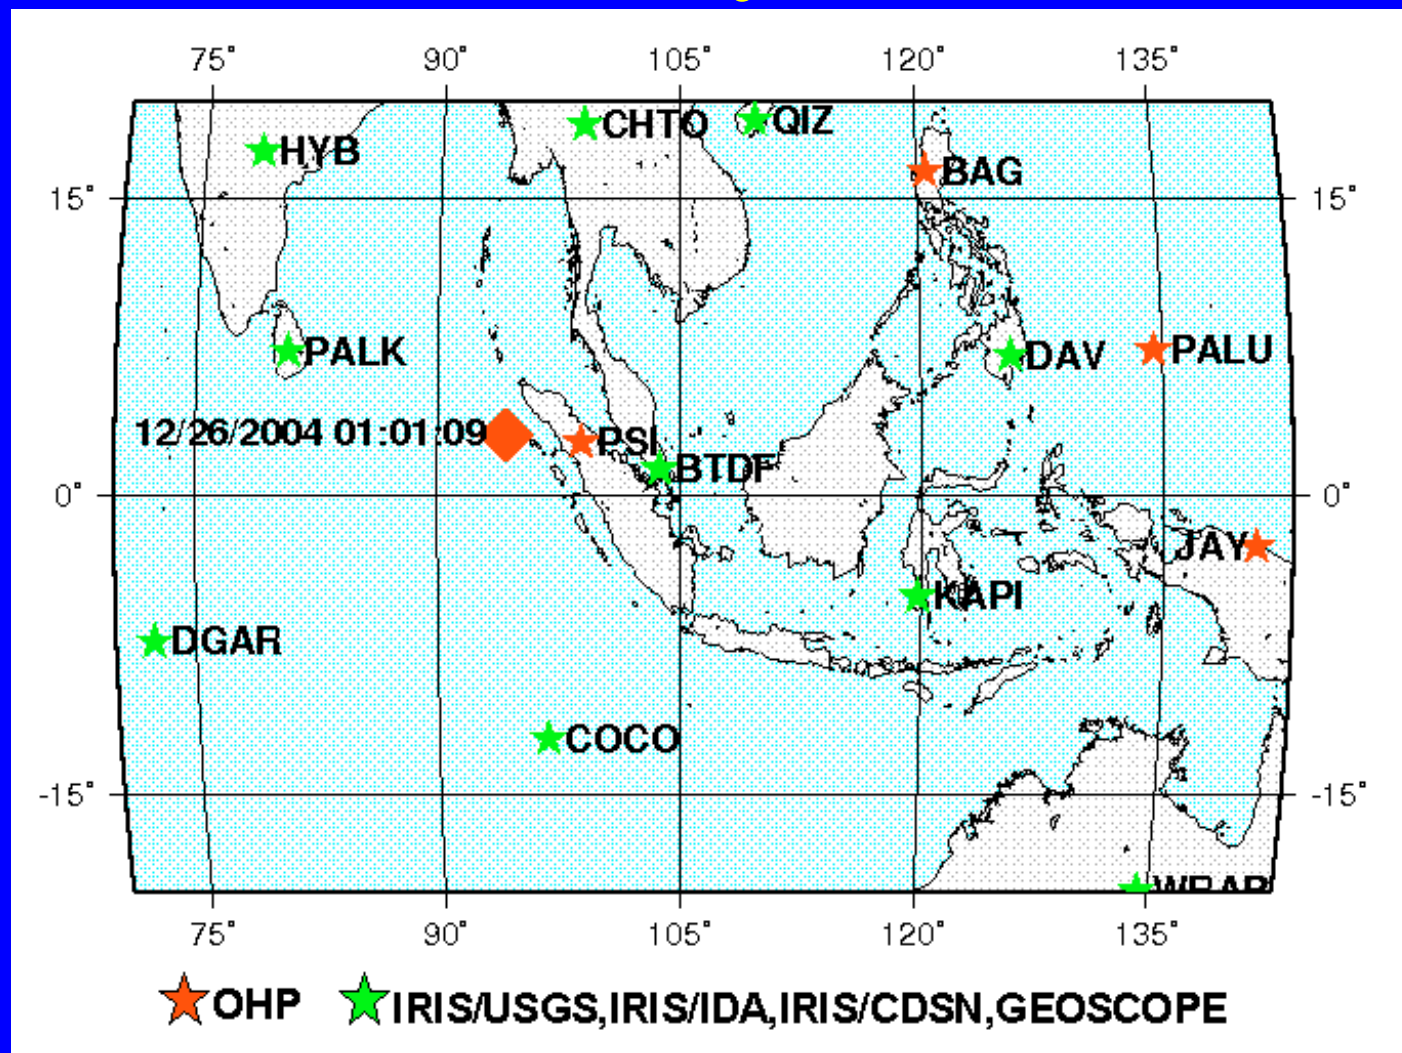 75° 90° 105° 120° 135°
CHTO QIZ
HYB
BAG
15° 15°
PALK DAV PALU
12/26/2004 01:01:09 PSI
BTDF
0° 0°
JAY
KAPI
DGAR
COCO
-15° -15°
75° 90° 105° 120° 135°
OHP IRIS/USGS,IRIS/IDA,IRIS/CDSN,GEOSCOPE